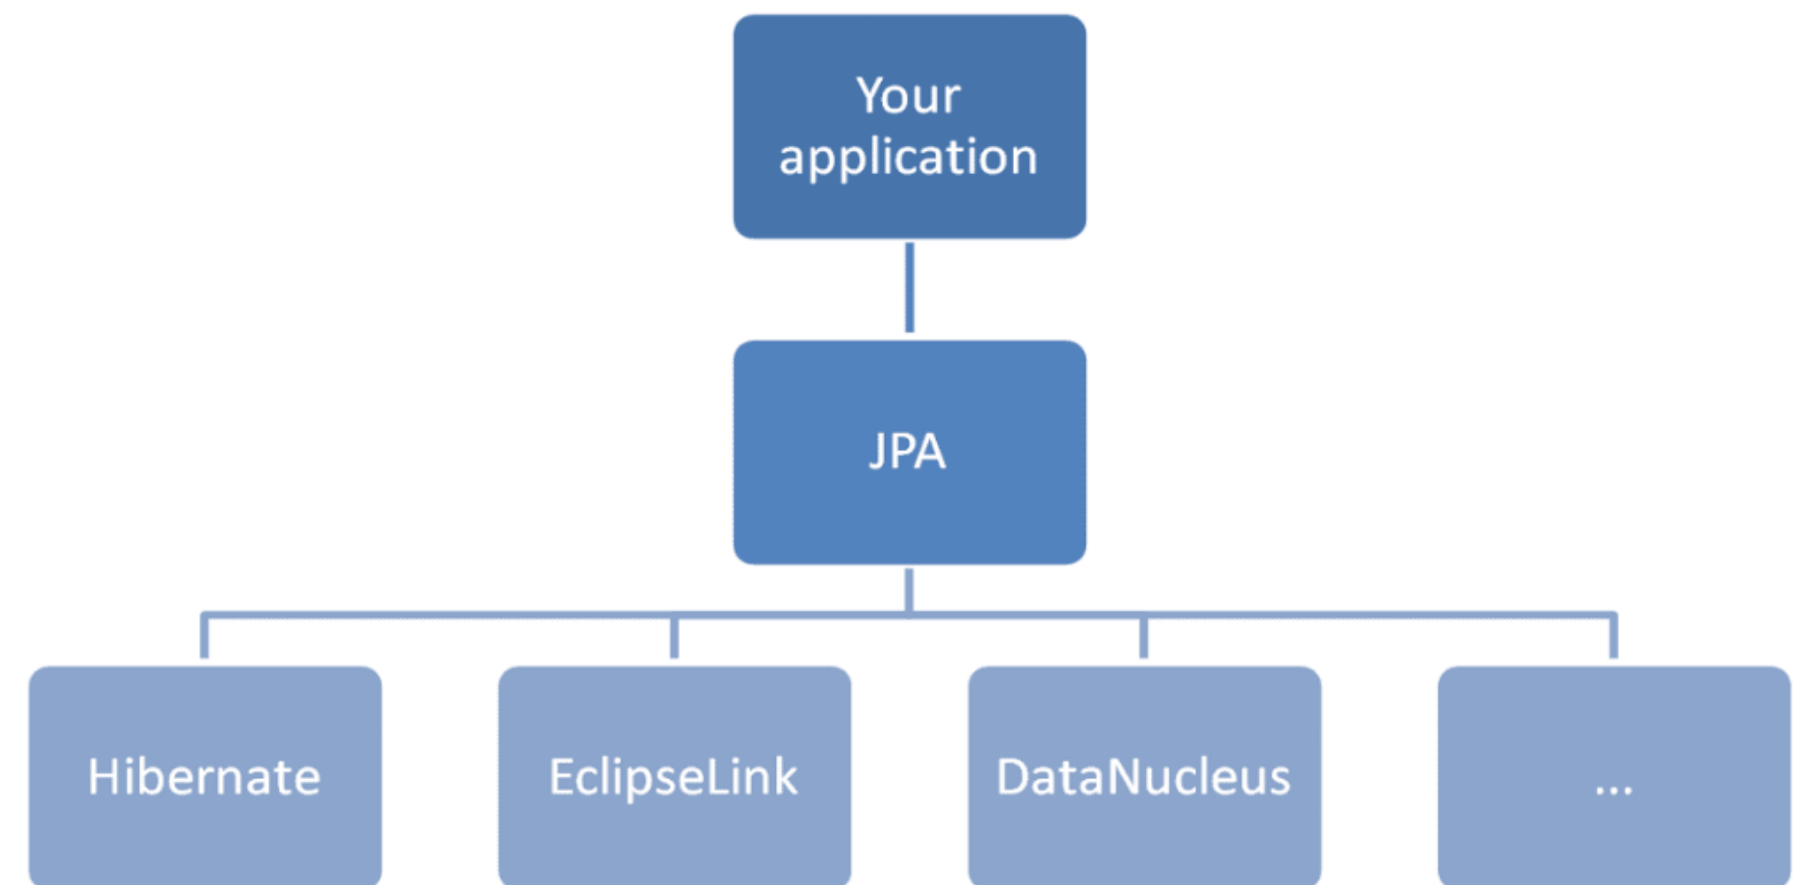 Your
application
JPA
Hibernate
EclipseLink
DataNucleus
...